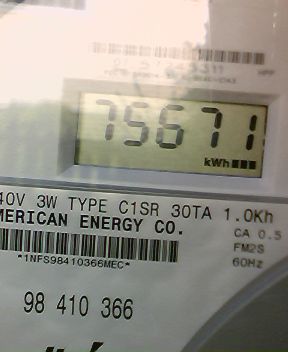 75671
kWh
40V 3W TYPE C1SR 30TA 1.0Kh
MERICAN ENERGY CO.
CA 0.5
FM2S
*1NFS98410366MEC*
60Hz
98 410 366